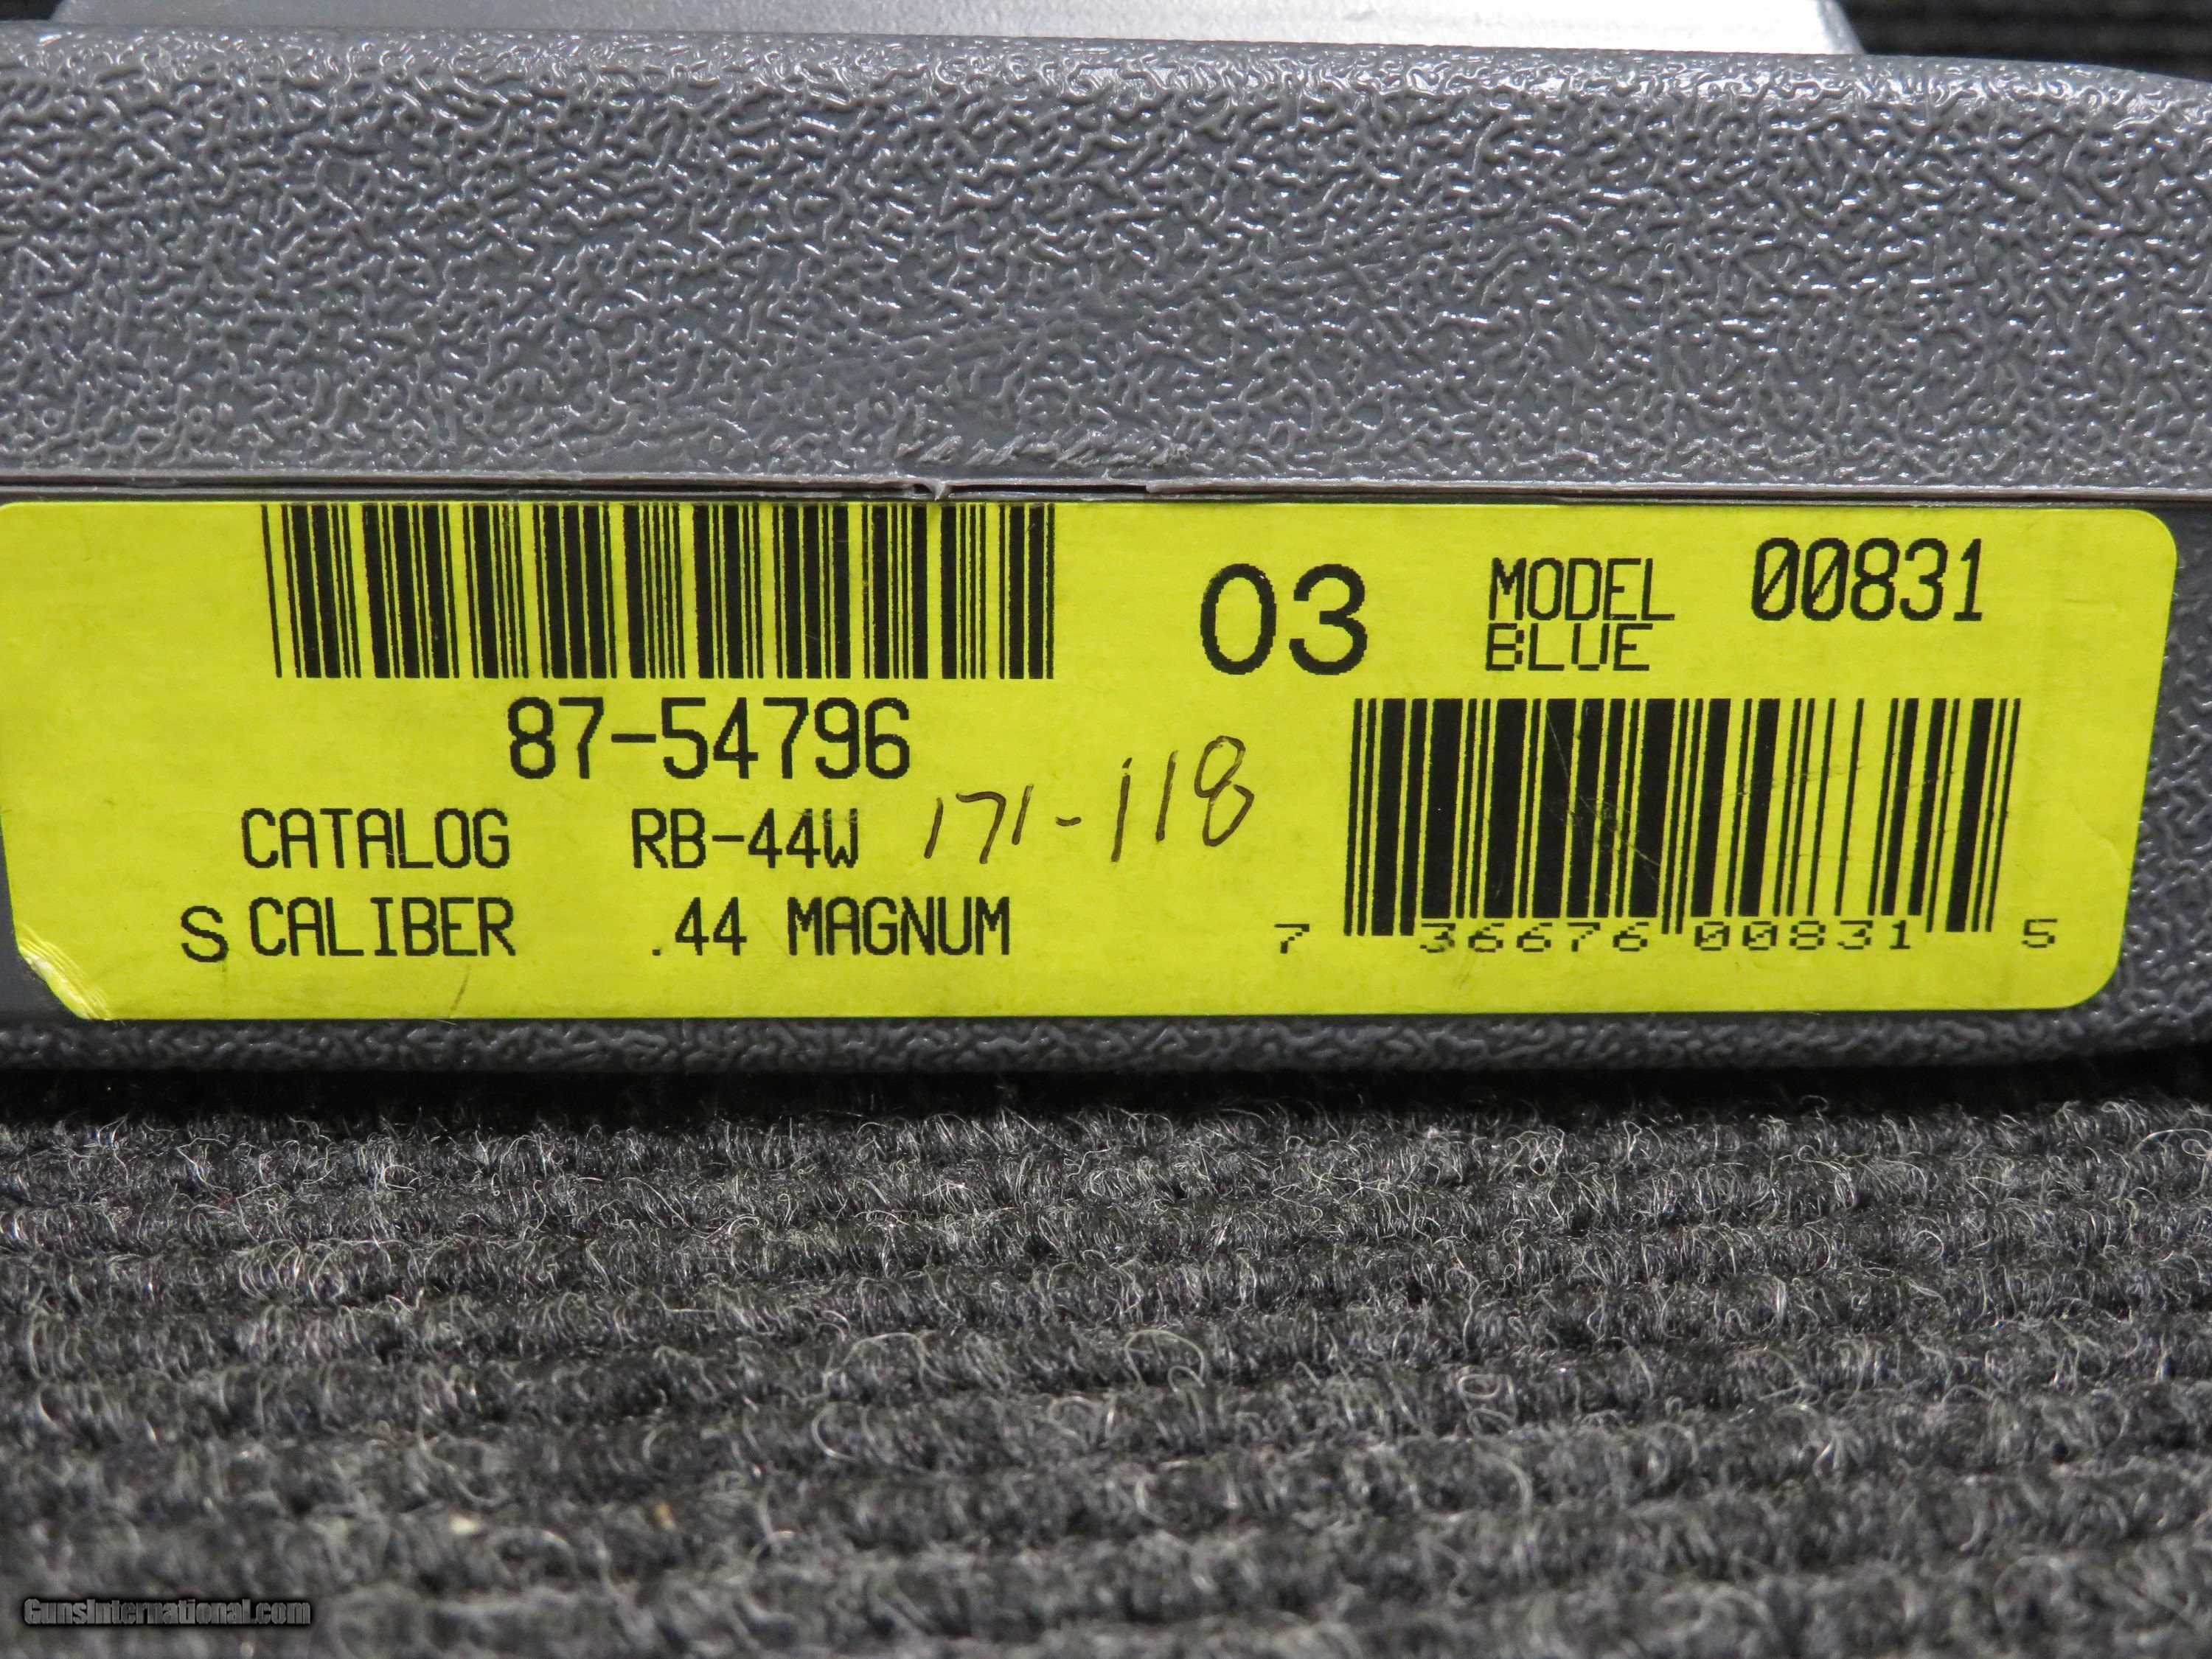 03 MODEL 00831
BLUE
87-54796
CATALOG RB-44W 171-118
S CALIBER .44 MAGNUM
7 36676 00831 5
GunsInternational.com